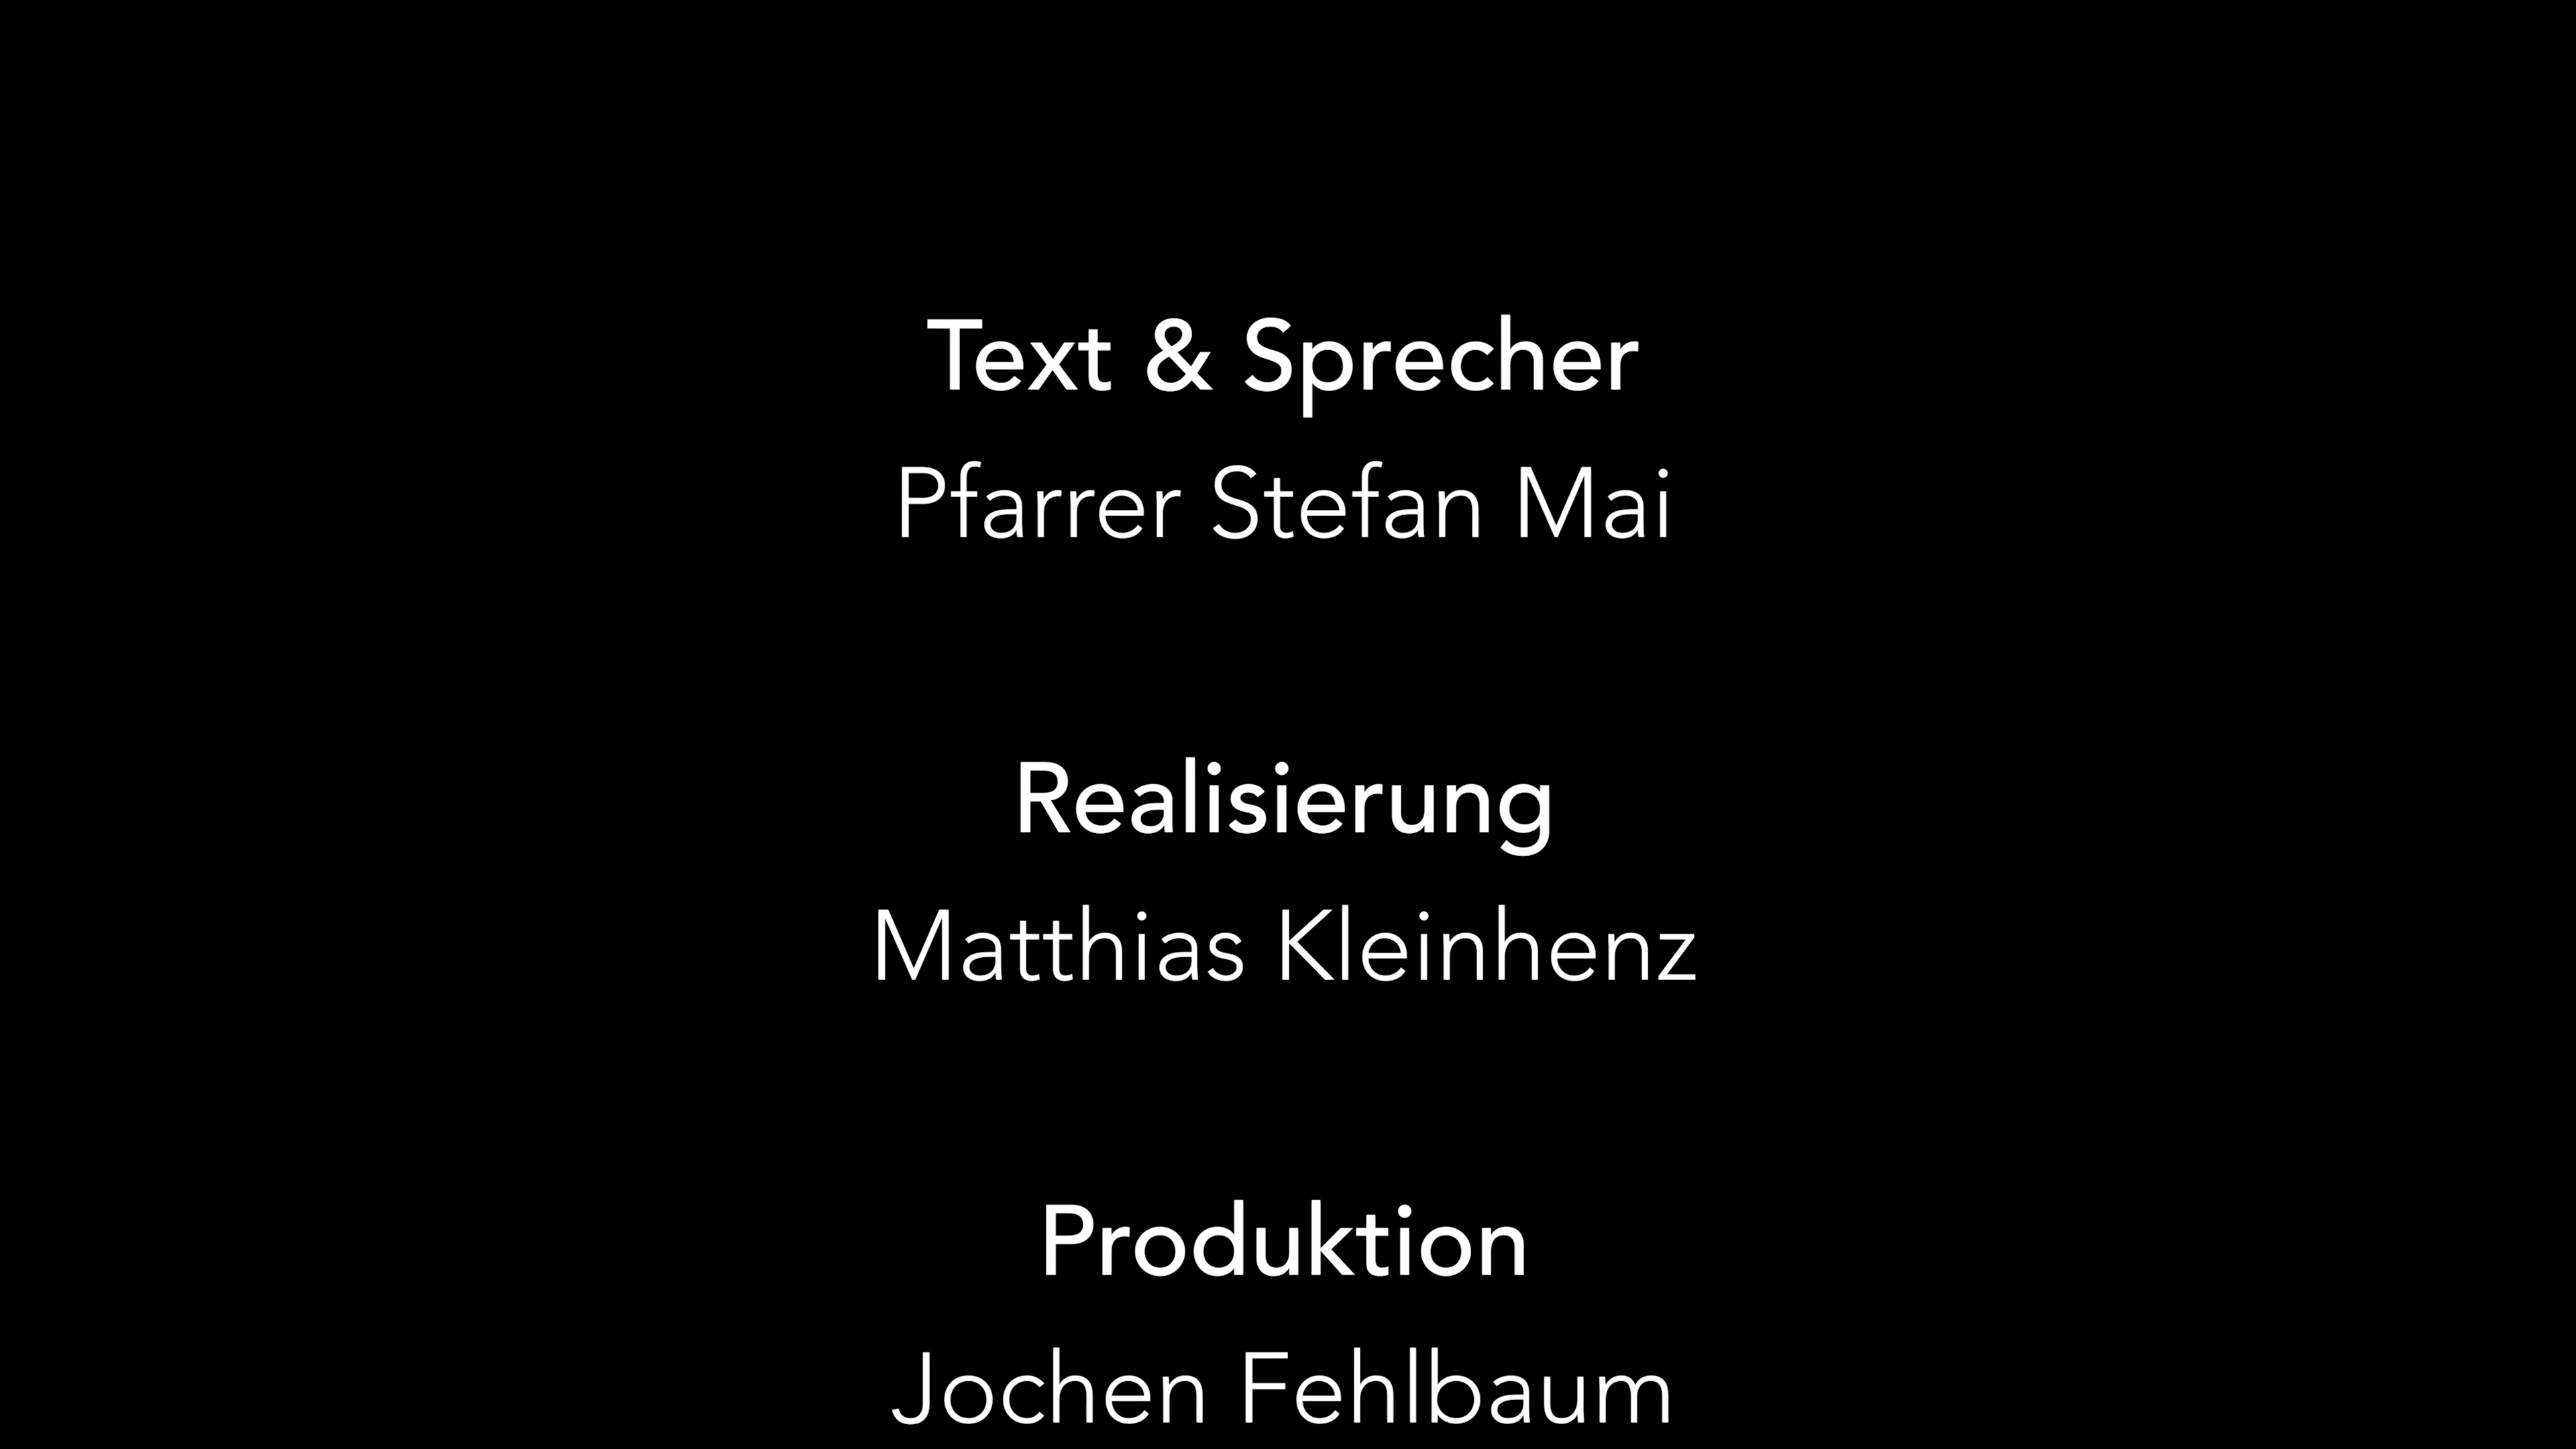 Text & Sprecher
Pfarrer Stefan Mai
Realisierung
Matthias Kleinhenz
Produktion
Jochen Fehlbaum